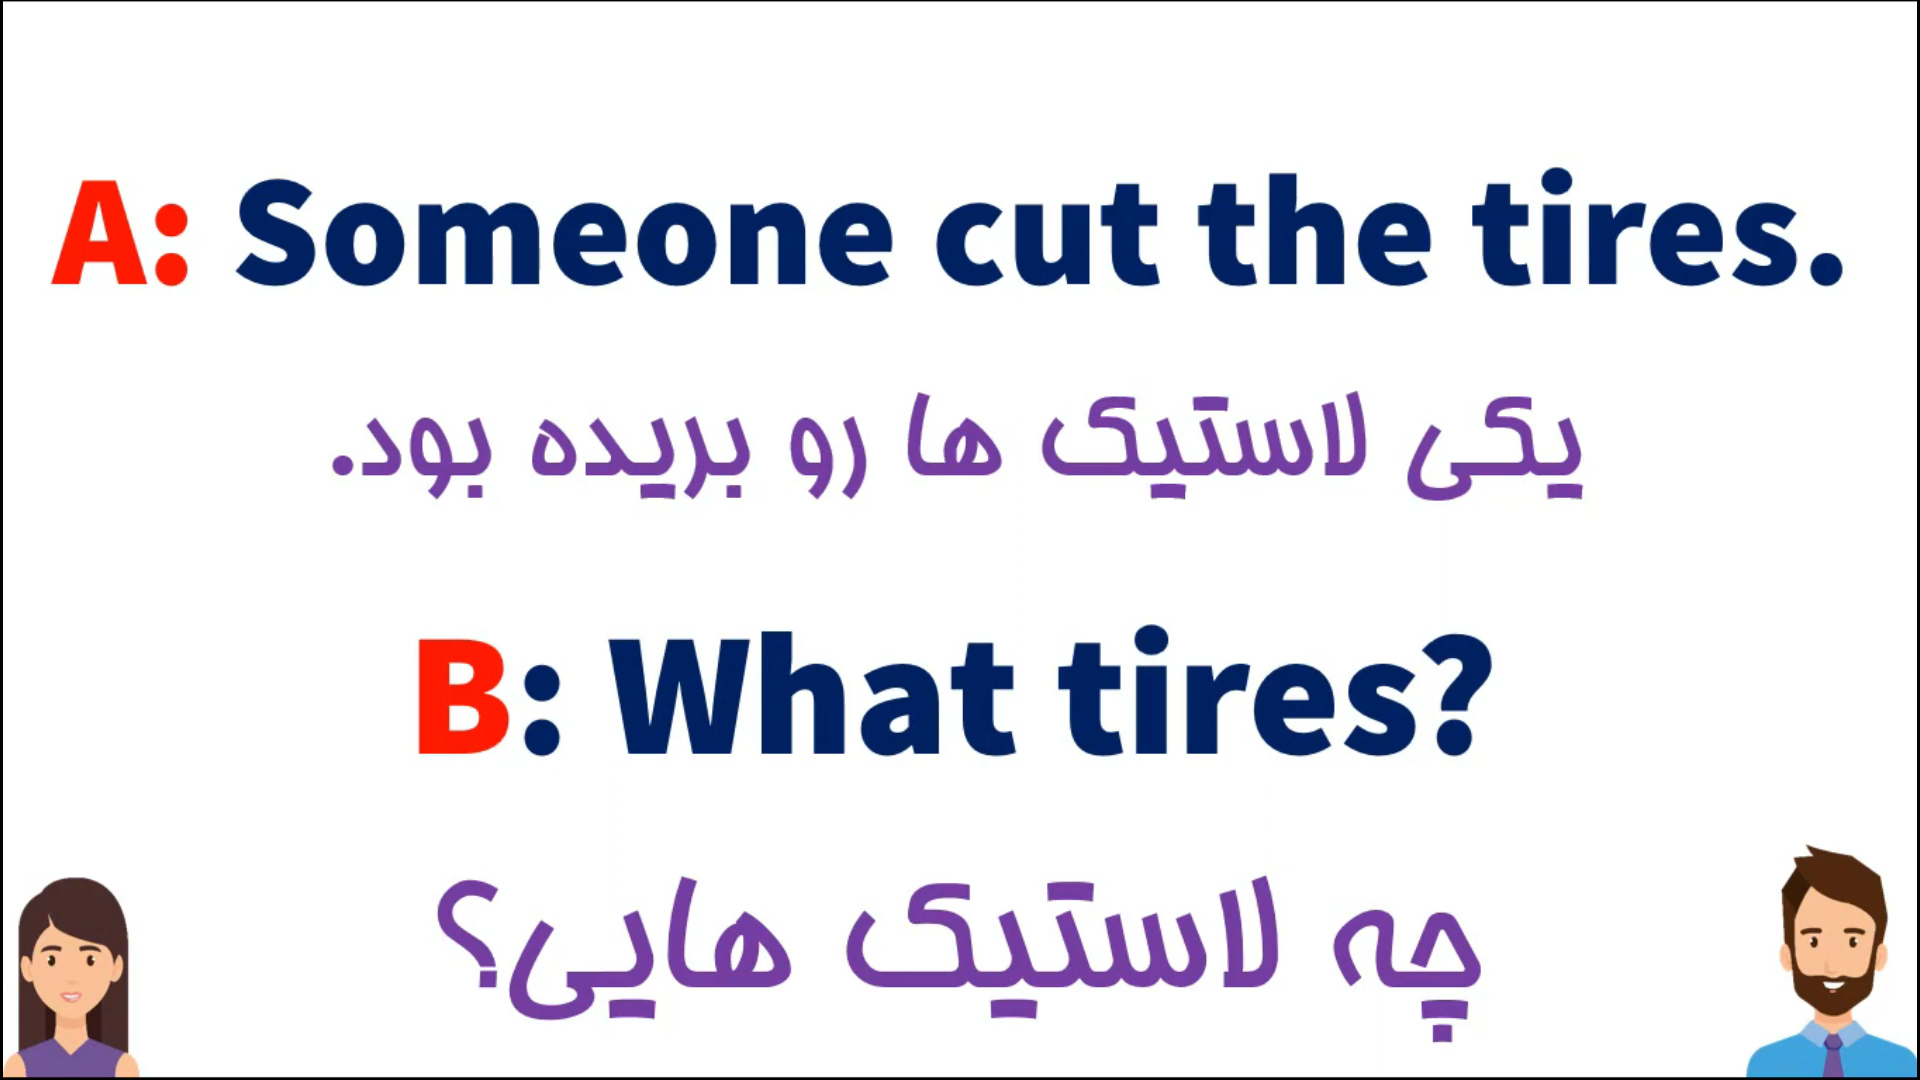 A: Someone cut the tires.
یکی لاستیک ها رو بریده بود.
B: What tires?
چه لاستیک هایی؟